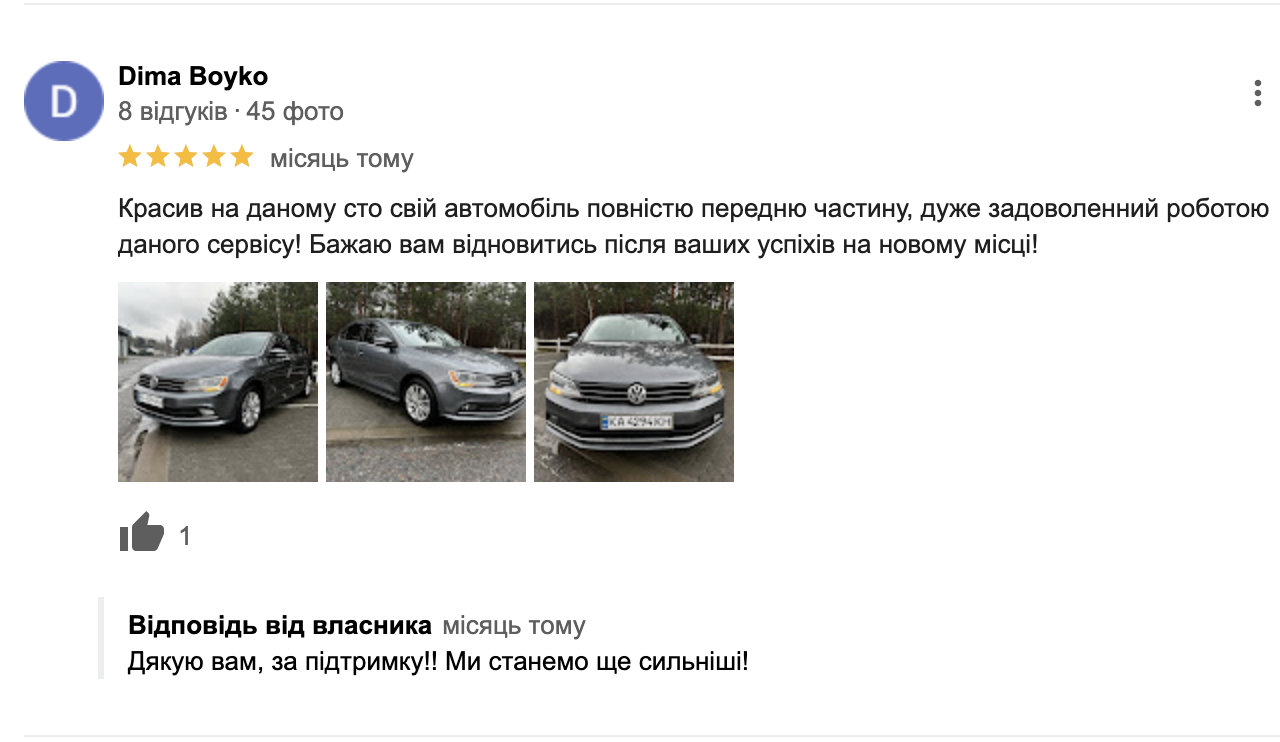 D
Dima Boyko
8 відгуків · 45 фото
місяць тому
Красив на даному сто свій автомобіль повністю передню частину, дуже задоволенний роботою
даного сервісу! Бажаю вам відновитись після ваших успіхів на новому місці!
KA 4294 KH
1
Відповідь від власника місяць тому
Дякую вам, за підтримку!! Ми станемо ще сильніші!